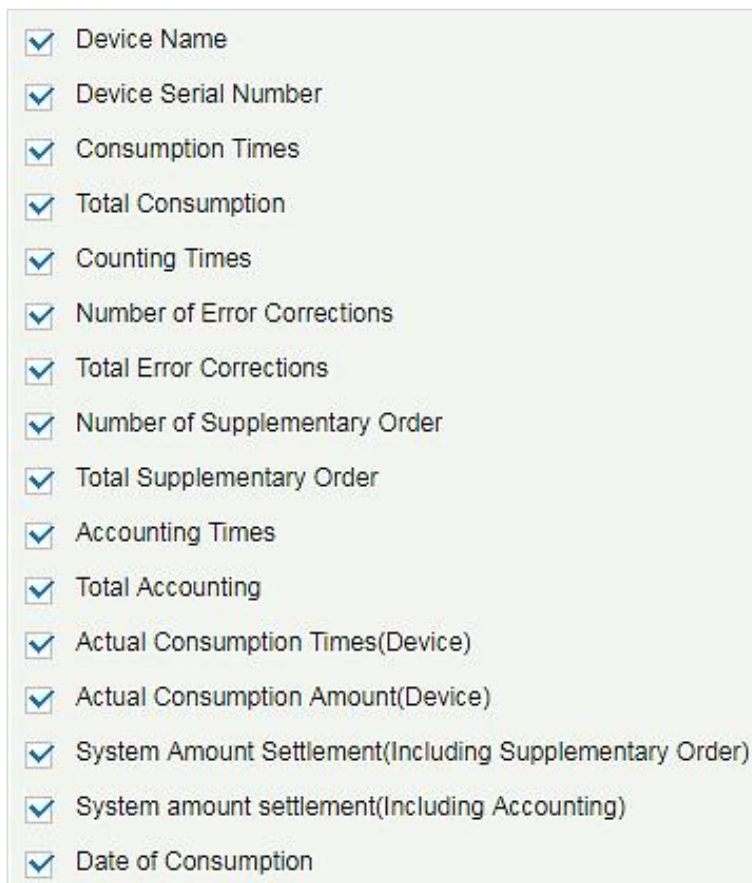 Device Name
Device Serial Number
Consumption Times
Total Consumption
Counting Times
Number of Error Corrections
Total Error Corrections
Number of Supplementary Order
Total Supplementary Order
Accounting Times
Total Accounting
Actual Consumption Times(Device)
Actual Consumption Amount(Device)
System Amount Settlement(Including Supplementary Order)
System amount settlement(Including Accounting)
Date of Consumption